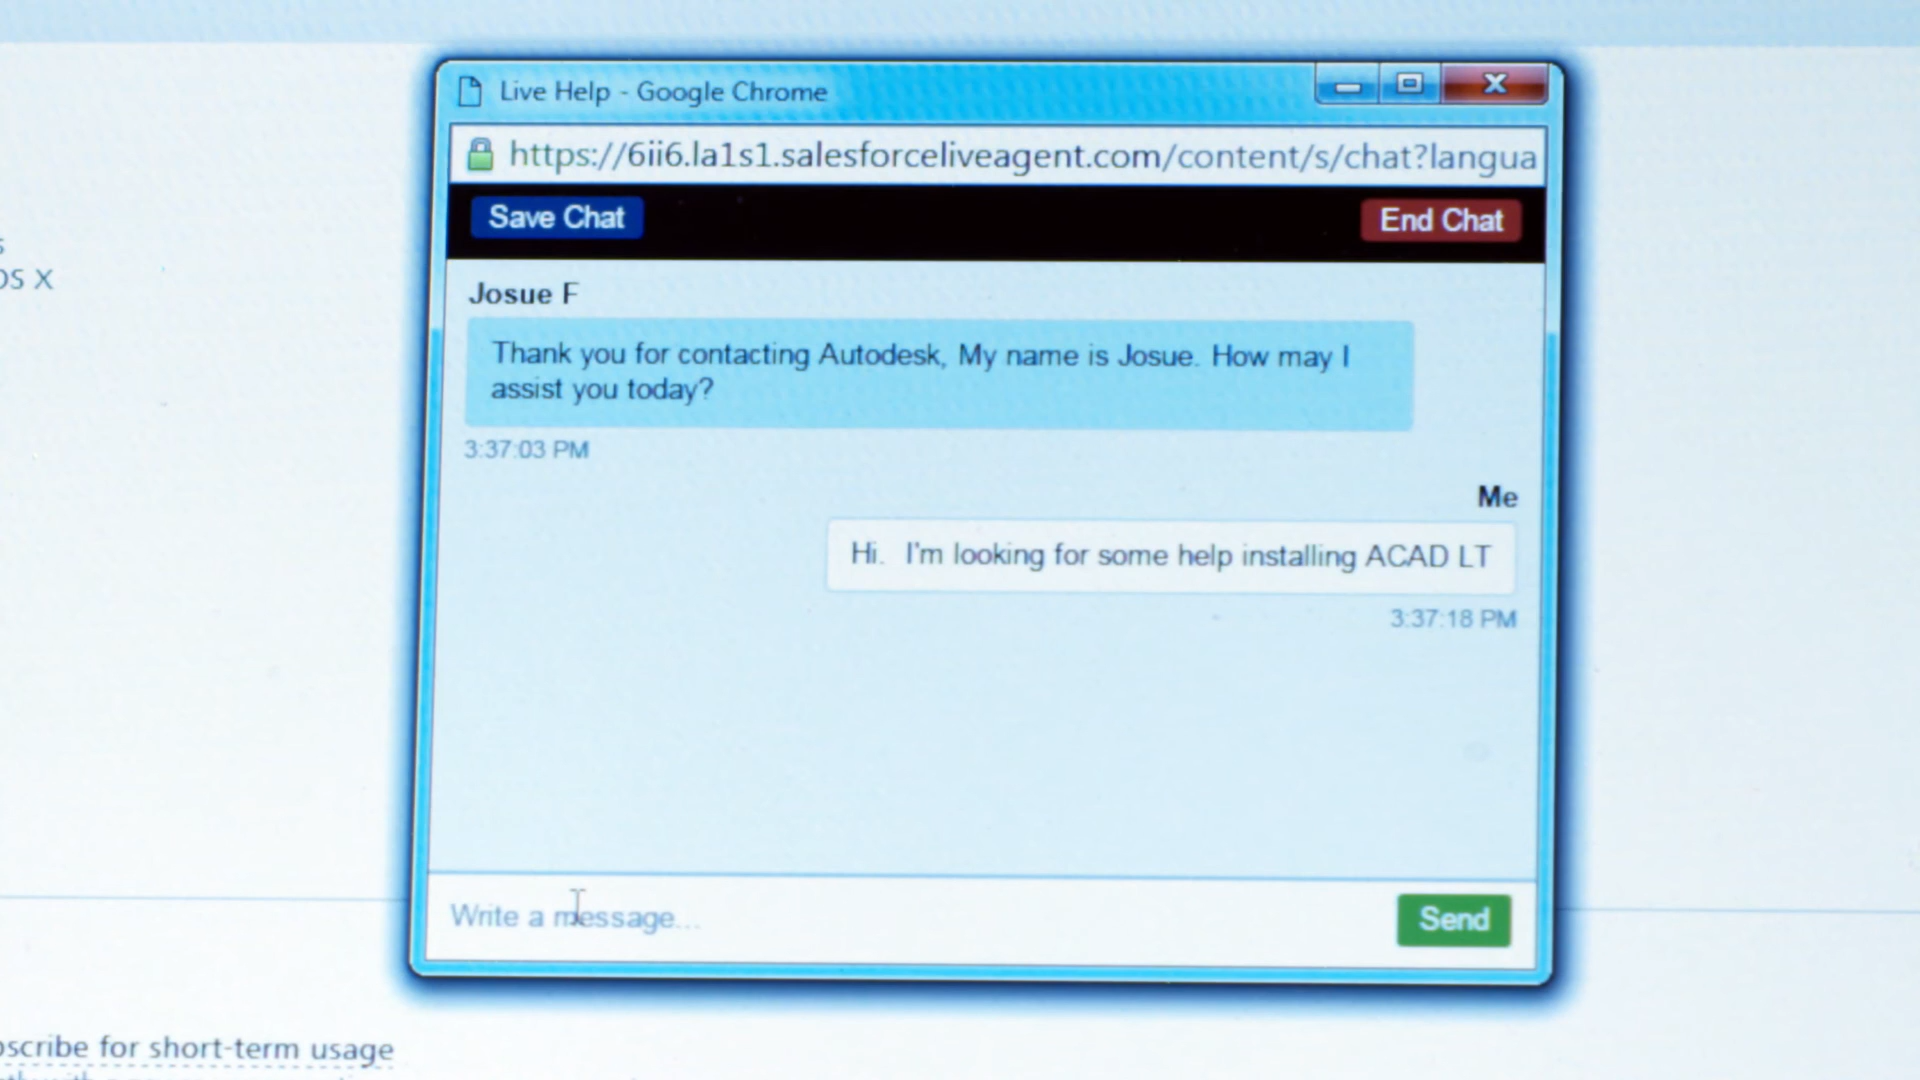 Live Help - Google Chrome
https://6ii6.la1s1.salesforceliveagent.com/content/s/chat?langua
Save Chat
End Chat
s
OS X
Josue F
Thank you for contacting Autodesk, My name is Josue. How may I
assist you today?
3:37:03 PM
Me
Hi.  I'm looking for some help installing ACAD LT
3:37:18 PM
Write a message...
Send
bscribe for short-term usage